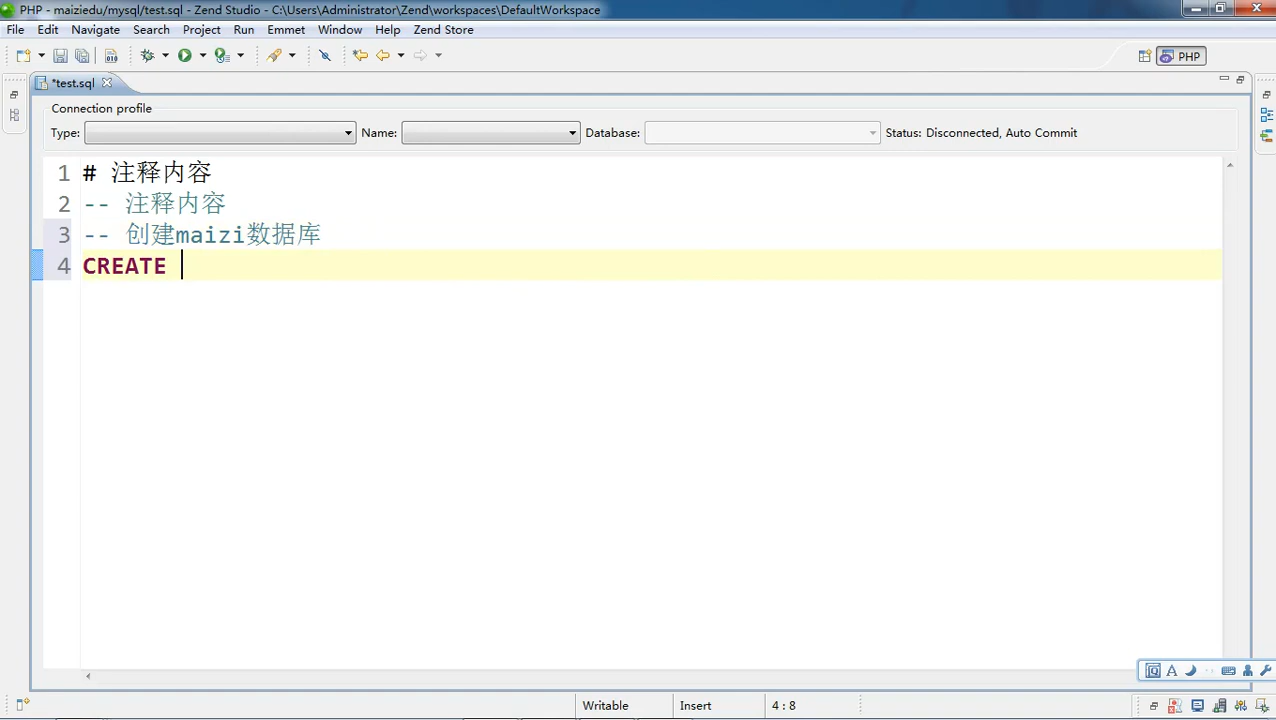 PHP - maiziedu/mysql/test.sql - Zend Studio - C:\Users\Administrator\Zend\workspaces\DefaultWorkspace
File Edit Navigate Search Project Run Emmet Window Help Zend Store
PHP
*test.sql
Connection profile
Type: Name: Database: Status: Disconnected, Auto Commit
1 # 注释内容
2 -- 注释内容
3 -- 创建maizi数据库
4 CREATE
Writable Insert 4 : 8